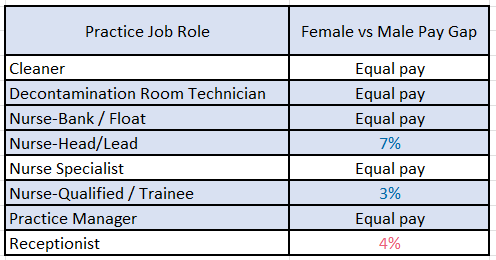 Practice Job Role Female vs Male Pay Gap
Cleaner Equal pay
Decontamination Room Technician Equal pay
Nurse-Bank / Float Equal pay
Nurse-Head/Lead 7%
Nurse Specialist Equal pay
Nurse-Qualified / Trainee 3%
Practice Manager Equal pay
Receptionist 4%